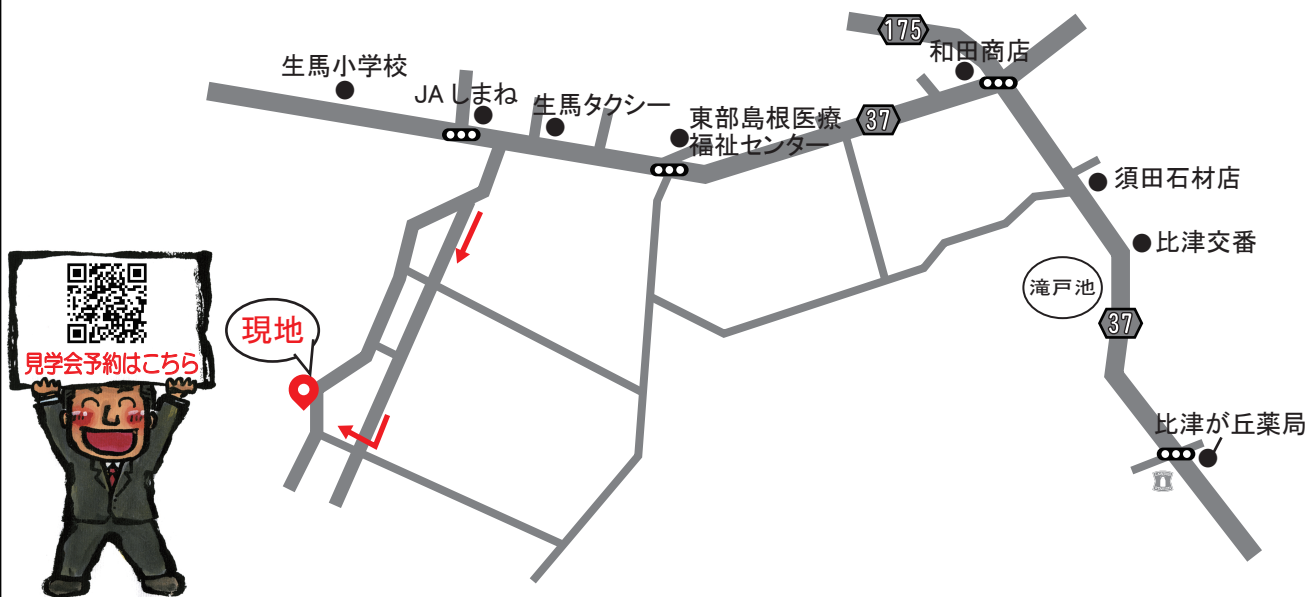 175
和田商店
生馬小学校
JAしまね
生馬タクシー
東部島根医療
福祉センター
37
須田石材店
比津交番
滝戸池
37
現地
見学会予約はこちら
比津が丘薬局